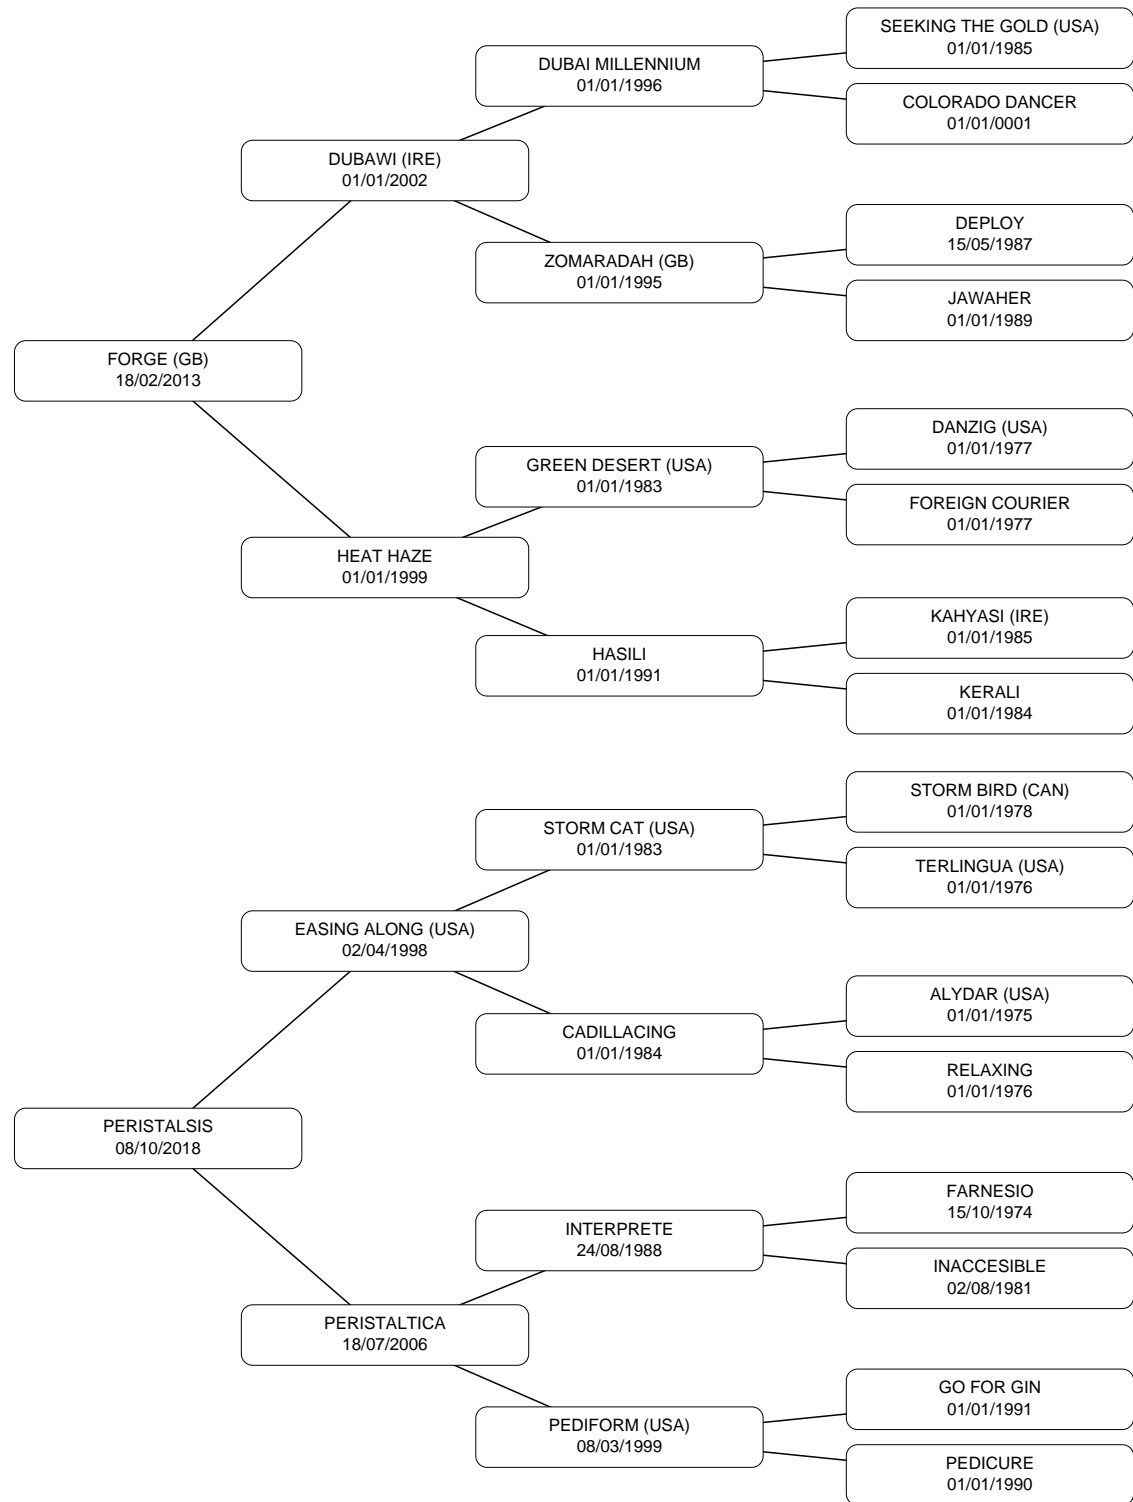 SEEKING THE GOLD (USA)
01/01/1985
DUBAI MILLENNIUM
01/01/1996
COLORADO DANCER
01/01/0001
DUBAWI (IRE)
01/01/2002
DEPLOY
15/05/1987
ZOMARADAH (GB)
01/01/1995
JAWAHER
01/01/1989
FORGE (GB)
18/02/2013
DANZIG (USA)
01/01/1977
GREEN DESERT (USA)
01/01/1983
FOREIGN COURIER
01/01/1977
HEAT HAZE
01/01/1999
KAHYASI (IRE)
01/01/1985
HASILI
01/01/1991
KERALI
01/01/1984
STORM BIRD (CAN)
01/01/1978
STORM CAT (USA)
01/01/1983
TERLINGUA (USA)
01/01/1976
EASING ALONG (USA)
02/04/1998
ALYDAR (USA)
01/01/1975
CADILLACING
01/01/1984
RELAXING
01/01/1976
PERISTALSIS
08/10/2018
FARNESIO
15/10/1974
INTERPRETE
24/08/1988
INACCESIBLE
02/08/1981
PERISTALTICA
18/07/2006
GO FOR GIN
01/01/1991
PEDIFORM (USA)
08/03/1999
PEDICURE
01/01/1990